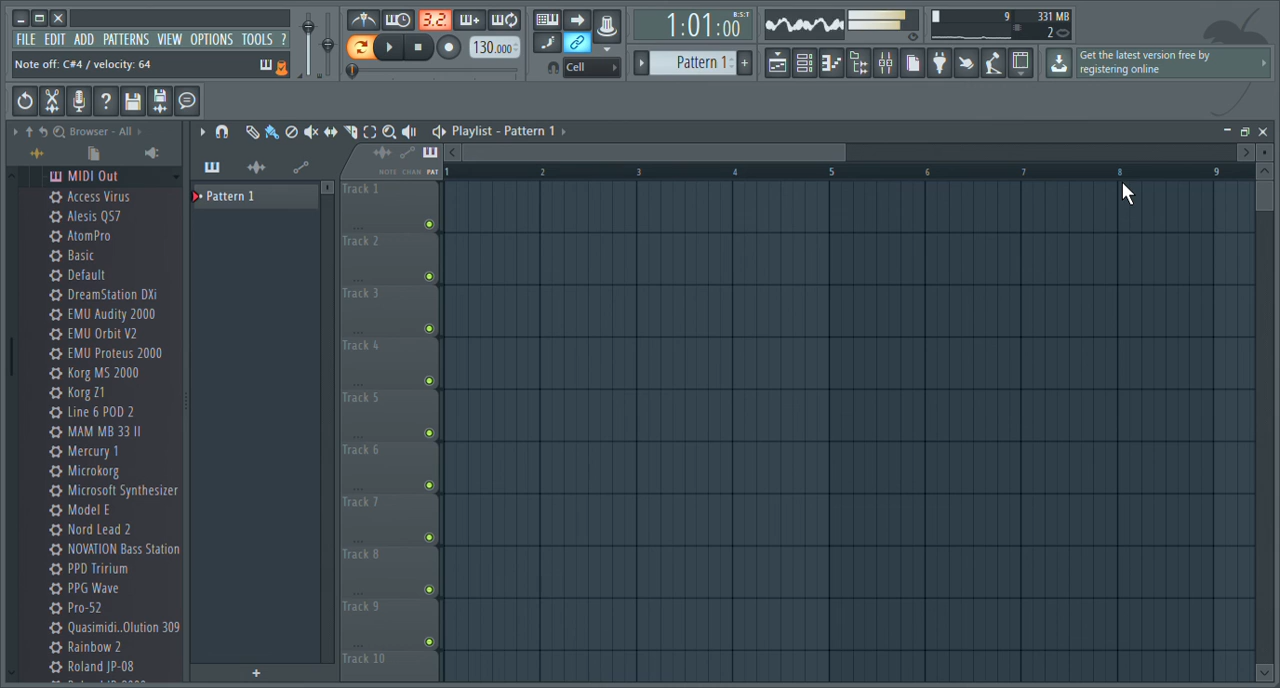 FILE EDIT ADD PATTERNS VIEW OPTIONS TOOLS ?
Note off: C#4 / velocity: 64
3.2
130.000
Cell
1:01:00
B:S:T
Pattern 1
+
9
331 MB
2
Get the latest version free by
registering online
?
Browser - All
Playlist - Pattern 1
NOTE CHAN PAT
1 2 3 4 5 6 7 8 9
MIDI Out
Access Virus
Alesis QS7
AtomPro
Basic
Default
DreamStation DXi
EMU Audity 2000
EMU Orbit V2
EMU Proteus 2000
Korg MS 2000
Korg Z1
Line 6 POD 2
MAM MB 33 II
Mercury 1
Microkorg
Microsoft Synthesizer
Model E
Nord Lead 2
NOVATION Bass Station
PPD Tririum
PPG Wave
Pro-52
Quasimidi..Olution 309
Rainbow 2
Roland JP-08
Pattern 1
+
Track 1
Track 2
Track 3
Track 4
Track 5
Track 6
Track 7
Track 8
Track 9
Track 10